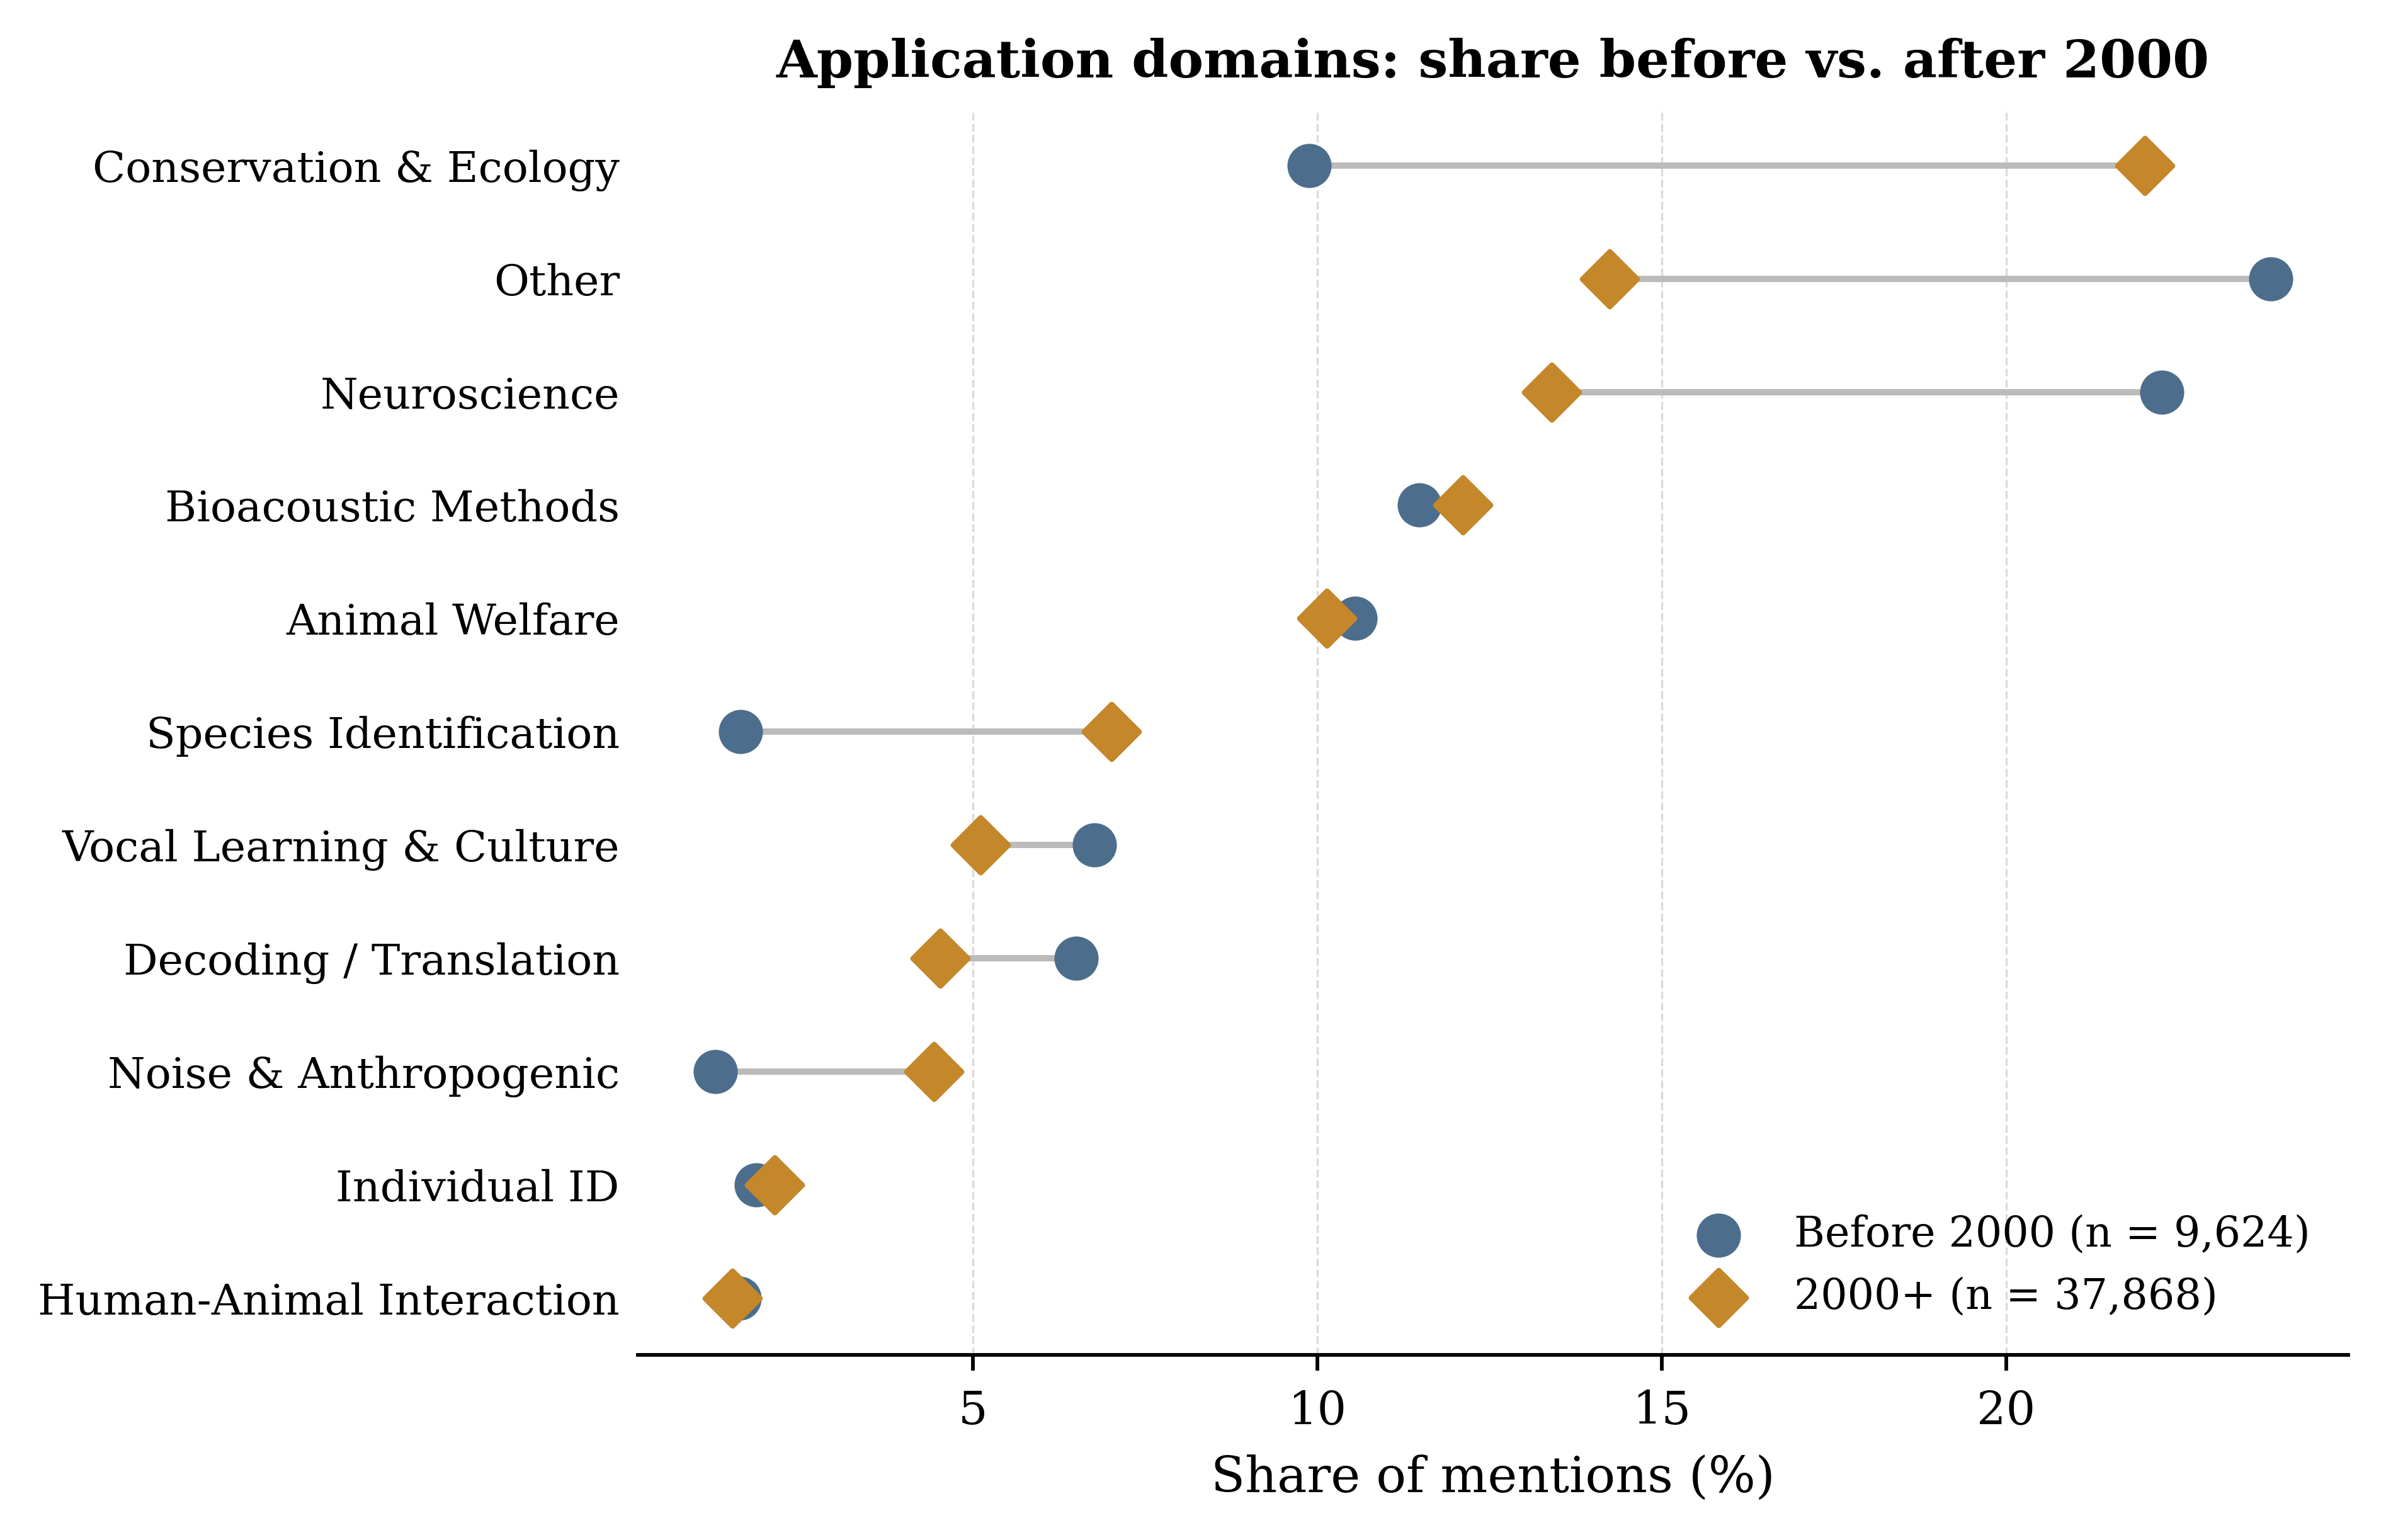 Application domains: share before vs. after 2000
Conservation & Ecology
Other
Neuroscience
Bioacoustic Methods
Animal Welfare
Species Identification
Vocal Learning & Culture
Decoding / Translation
Noise & Anthropogenic
Individual ID
Human-Animal Interaction
Before 2000 (n = 9,624)
2000+ (n = 37,868)
5 10 15 20
Share of mentions (%)